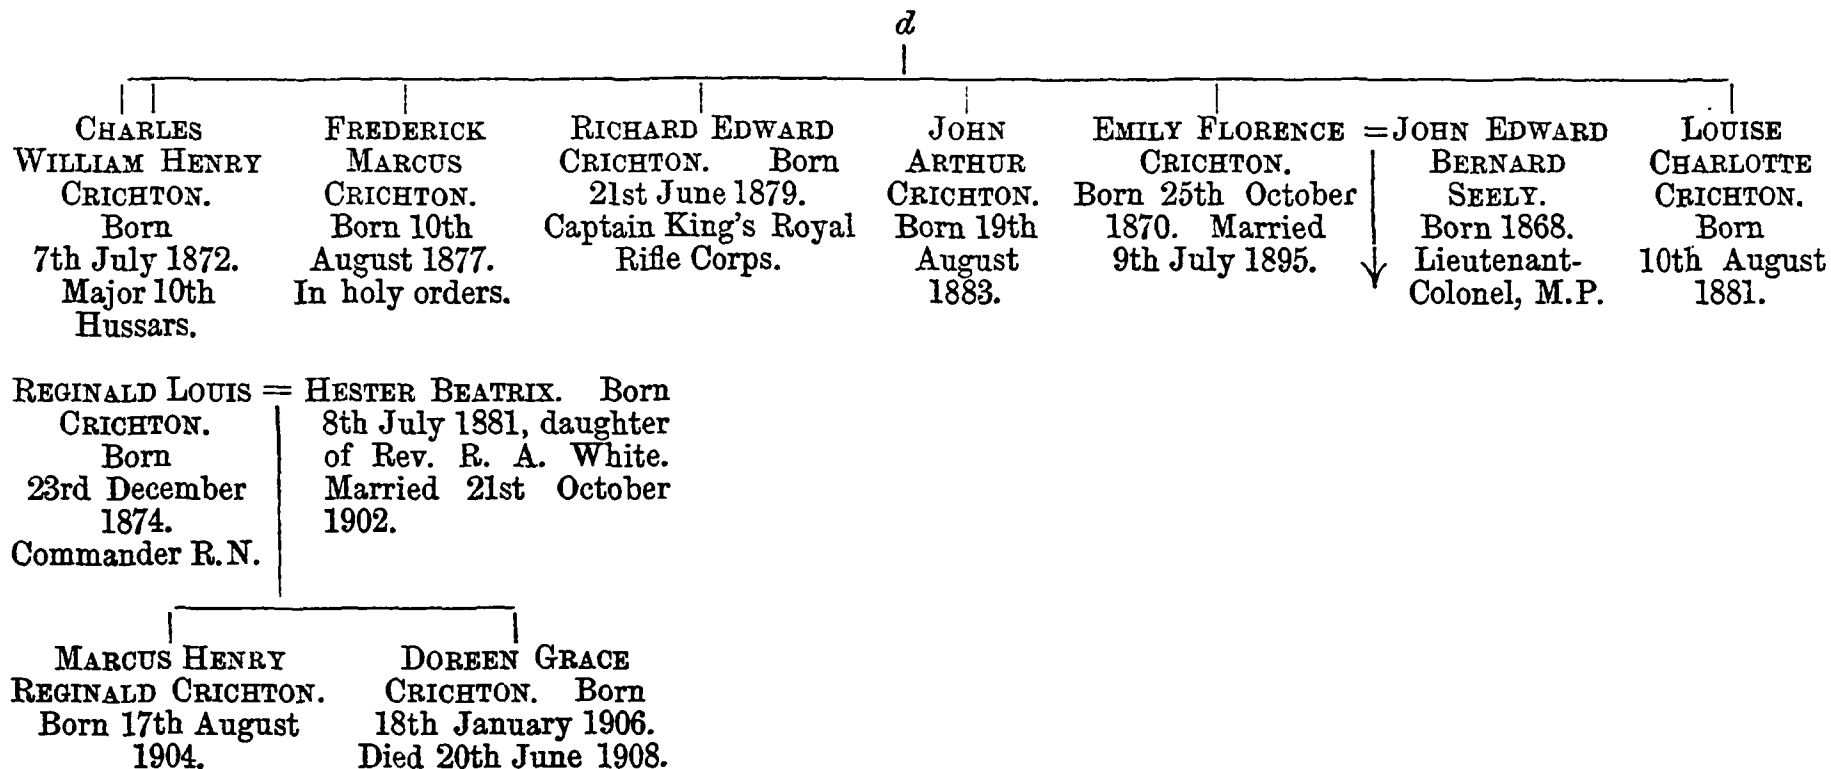 d
CHARLES
WILLIAM HENRY
CRICHTON.
Born
7th July 1872.
Major 10th
Hussars.
FREDERICK
MARCUS
CRICHTON.
Born 10th
August 1877.
In holy orders.
RICHARD EDWARD
CRICHTON. Born
21st June 1879.
Captain King's Royal
Rifle Corps.
JOHN
ARTHUR
CRICHTON.
Born 19th
August
1883.
EMILY FLORENCE =
CRICHTON.
Born 25th October
1870. Married
9th July 1895.
JOHN EDWARD
BERNARD
SEELY.
Born 1868.
Lieutenant-
Colonel, M.P.
LOUISE
CHARLOTTE
CRICHTON.
Born
10th August
1881.
REGINALD LOUIS =
CRICHTON.
Born
23rd December
1874.
Commander R.N.
HESTER BEATRIX. Born
8th July 1881, daughter
of Rev. R. A. White.
Married 21st October
1902.
MARCUS HENRY
REGINALD CRICHTON.
Born 17th August
1904.
DOREEN GRACE
CRICHTON. Born
18th January 1906.
Died 20th June 1908.